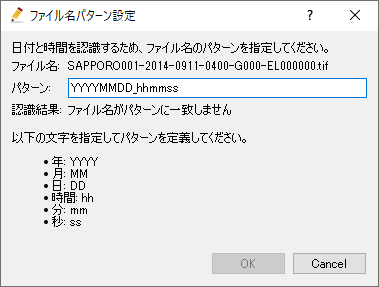 ファイル名パターン設定
日付と時間を認識するため、ファイル名のパターンを指定してください。
ファイル名: SAPPORO001-2014-0911-0400-G000-EL000000.tif
パターン: YYYYMMDD_hhmmss
認識結果: ファイル名がパターンに一致しません
以下の文字を指定してパターンを定義してください。
• 年: YYYY
• 月: MM
• 日: DD
• 時間: hh
• 分: mm
• 秒: ss
OK Cancel